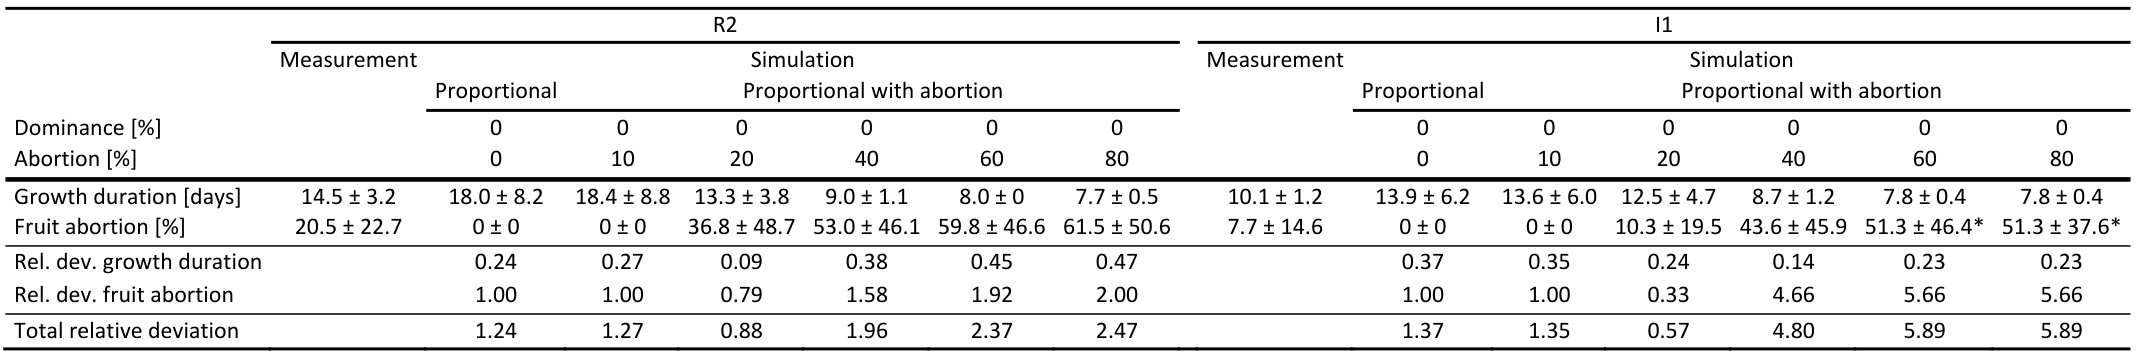 R2 I1
Measurement Simulation Measurement Simulation
Proportional Proportional with abortion Proportional Proportional with abortion
Dominance [%] 0 0 0 0 0 0 0 0 0 0 0 0
Abortion [%] 0 10 20 40 60 80 0 10 20 40 60 80
Growth duration [days] 14.5 ± 3.2 18.0 ± 8.2 18.4 ± 8.8 13.3 ± 3.8 9.0 ± 1.1 8.0 ± 0 7.7 ± 0.5 10.1 ± 1.2 13.9 ± 6.2 13.6 ± 6.0 12.5 ± 4.7 8.7 ± 1.2 7.8 ± 0.4 7.8 ± 0.4
Fruit abortion [%] 20.5 ± 22.7 0 ± 0 0 ± 0 36.8 ± 48.7 53.0 ± 46.1 59.8 ± 46.6 61.5 ± 50.6 7.7 ± 14.6 0 ± 0 0 ± 0 10.3 ± 19.5 43.6 ± 45.9 51.3 ± 46.4* 51.3 ± 37.6*
Rel. dev. growth duration 0.24 0.27 0.09 0.38 0.45 0.47 0.37 0.35 0.24 0.14 0.23 0.23
Rel. dev. fruit abortion 1.00 1.00 0.79 1.58 1.92 2.00 1.00 1.00 0.33 4.66 5.66 5.66
Total relative deviation 1.24 1.27 0.88 1.96 2.37 2.47 1.37 1.35 0.57 4.80 5.89 5.89